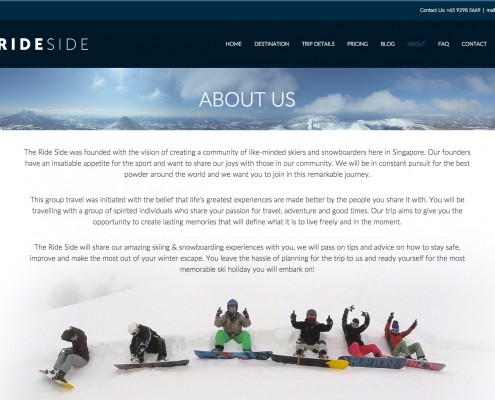 Contact Us: +65 9298 5669 |
RIDESIDE
HOME DESTINATION TRIP DETAILS PRICING BLOG ABOUT FAQ CONTACT
ABOUT US
The Ride Side was founded with the vision of creating a community of like-minded skiers and snowboarders here in Singapore. Our founders
have an insatiable appetite for the sport and want to share our joys with those in our community. We will be in constant pursuit for the best
powder around the world and we want you to join in this remarkable journey.
This group travel was initiated with the belief that life's greatest experiences are made better by the people you share it with. You will be
travelling with a group of spirited individuals who share your passion for travel, adventure and good times. Our trip aims to give you the
opportunity to create lasting memories that will define what it is to live freely and in the moment.
The Ride Side will share our amazing skiing & snowboarding experiences with you, we will pass on tips and advice on how to stay safe,
improve and make the most out of your winter escape. You leave the hassle of planning for the trip to us and ready yourself for the most
memorable ski holiday you will embark on!